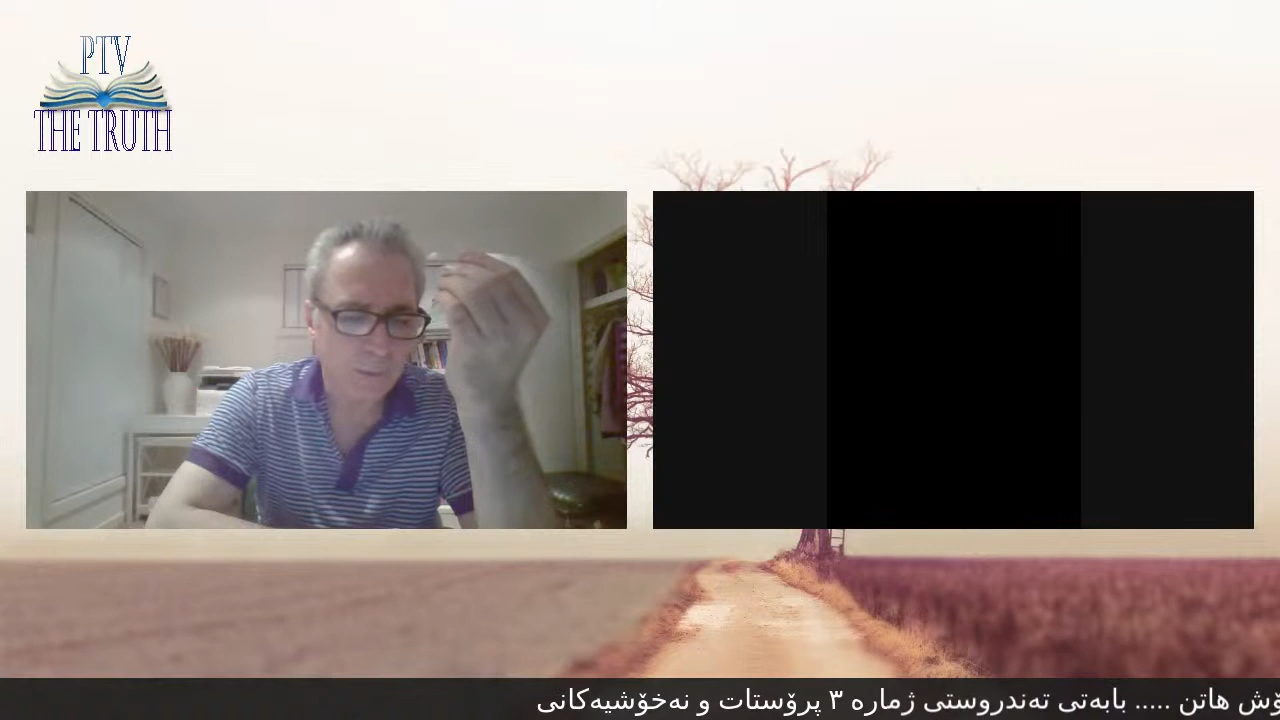 PTV
THE TRUTH
هاتن ..... بابەتی تەندروستی ژمارە ٣ پرۆستات و نەخۆشیەکانی